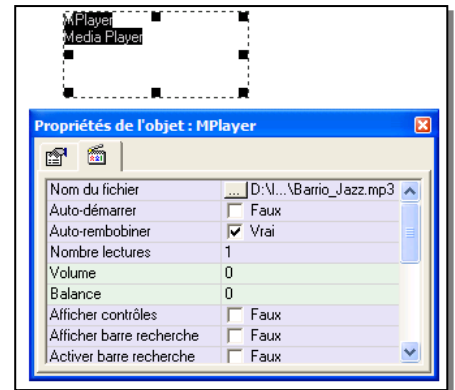 MPlayer
Media Player
Propriétés de l'objet : MPlayer
Nom du fichier ... D:\I...\Barrio_Jazz.mp3
Auto-démarrer Faux
Auto-rembobiner Vrai
Nombre lectures 1
Volume 0
Balance 0
Afficher contrôles Faux
Afficher barre recherche Faux
Activer barre recherche Faux